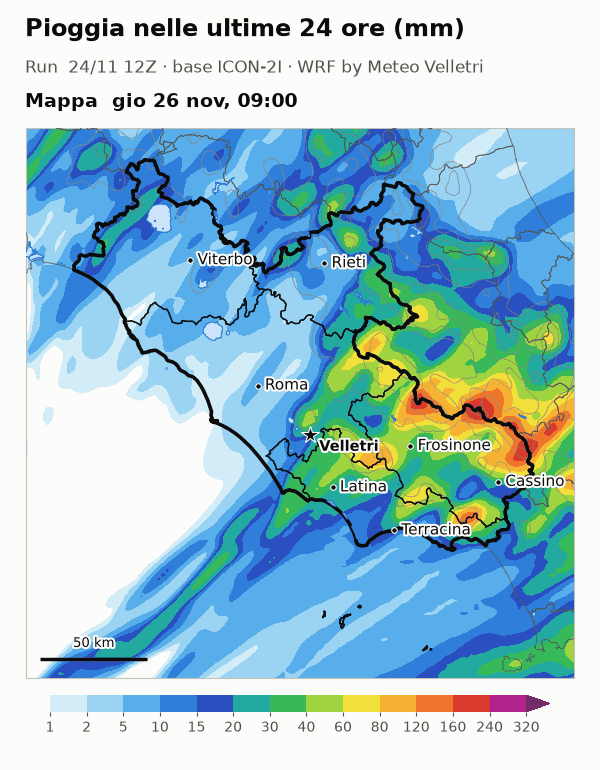 Pioggia nelle ultime 24 ore (mm)
Run  24/11 12Z · base ICON-2I · WRF by Meteo Velletri
Mappa  gio 26 nov, 09:00
Viterbo
Rieti
Roma
Velletri
Frosinone
Latina
Cassino
Terracina
50 km
1 2 5 10 15 20 30 40 60 80 120 160 240 320